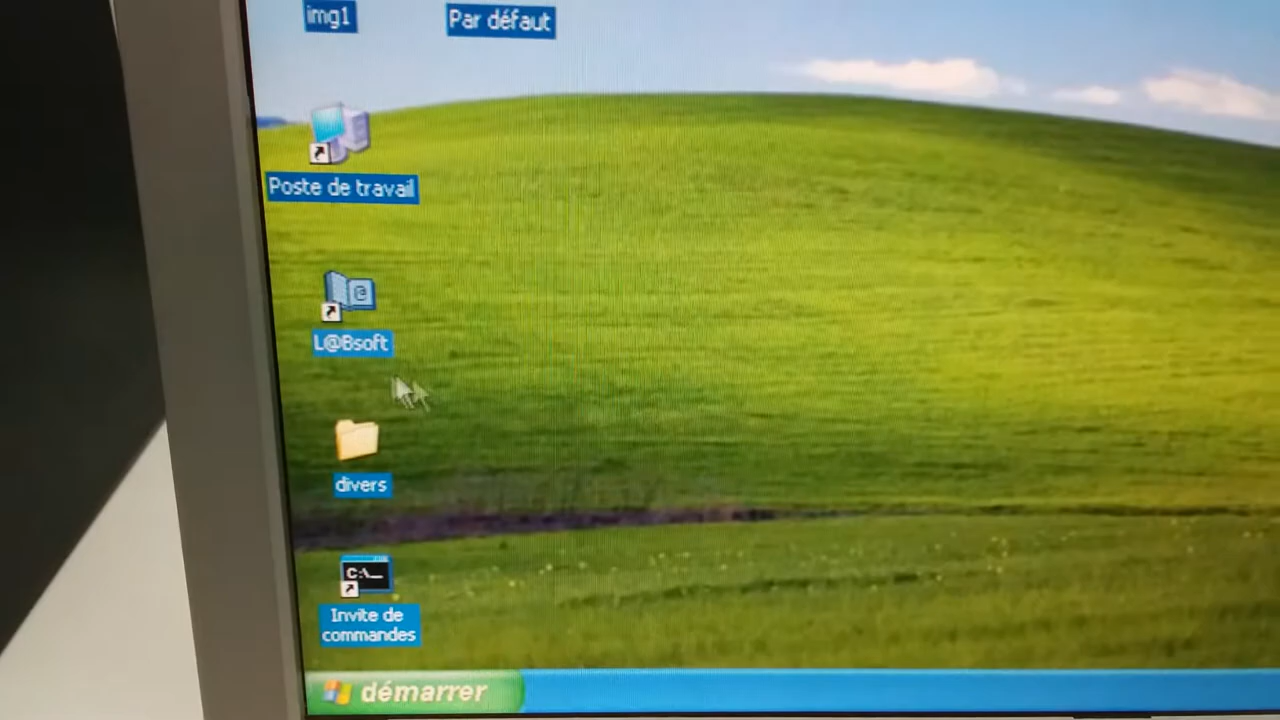 img1
Par défaut
Poste de travail
L@Bsoft
divers
C:\_
Invite de
commandes
démarrer